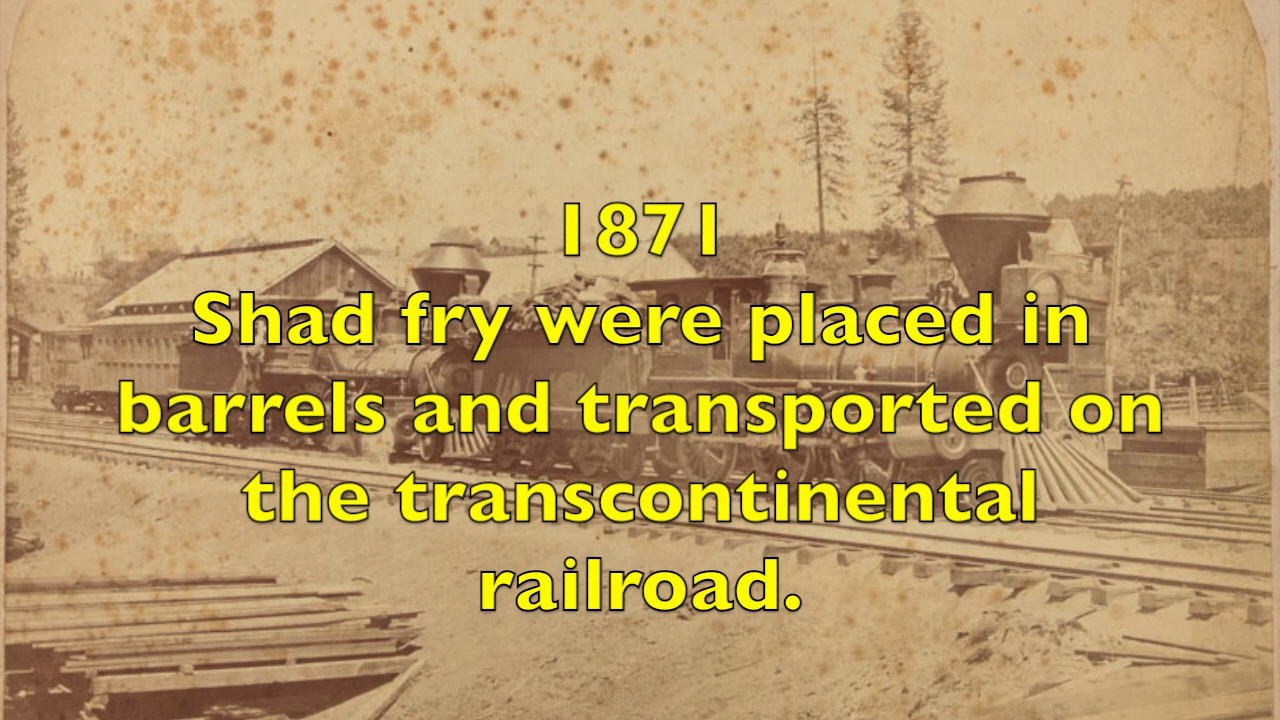 1871
Shad fry were placed in
barrels and transported on
the transcontinental
railroad.